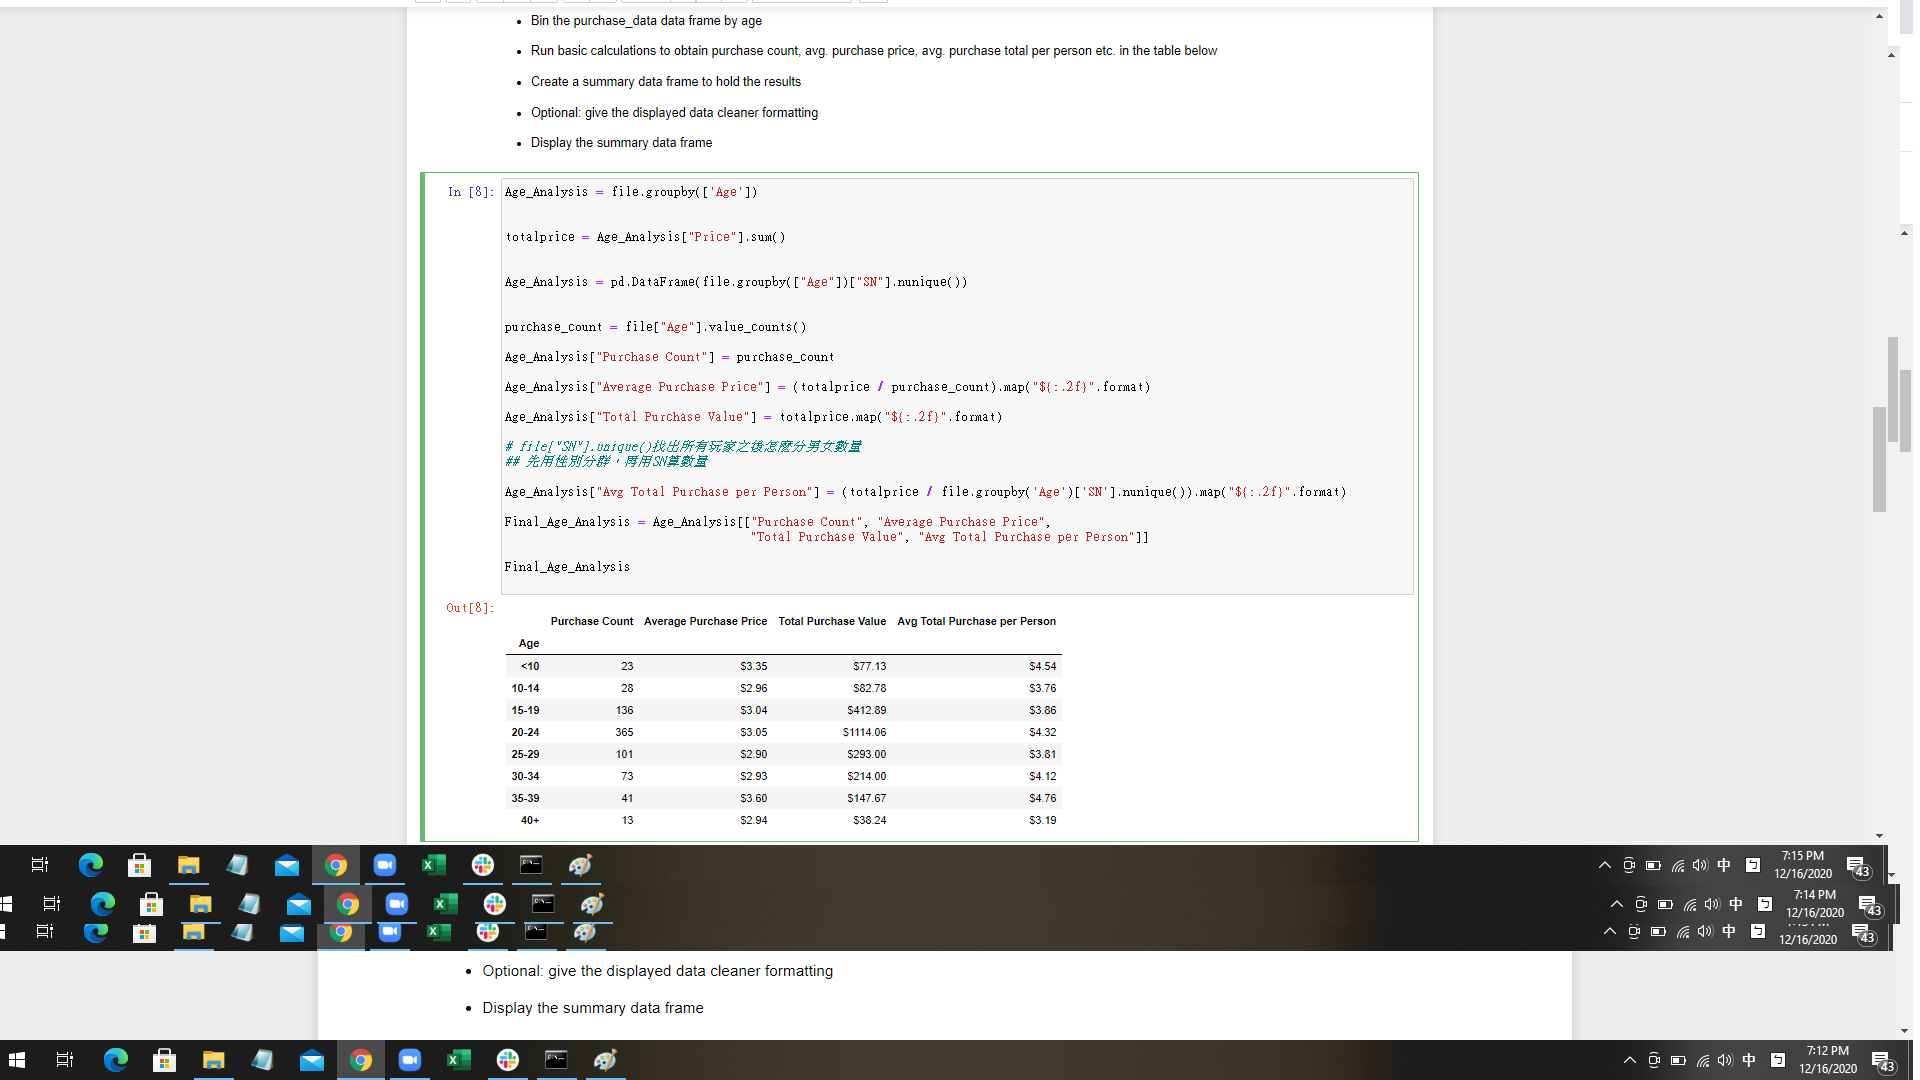 Bin the purchase_data data frame by age
Run basic calculations to obtain purchase count, avg. purchase price, avg. purchase total per person etc. in the table below
Create a summary data frame to hold the results
Optional: give the displayed data cleaner formatting
Display the summary data frame
In [8]: Age_Analysis = file.groupby(['Age'])
totalprice = Age_Analysis["Price"].sum()
Age_Analysis = pd.DataFrame(file.groupby(["Age"])["SN"].nunique())
purchase_count = file["Age"].value_counts()
Age_Analysis["Purchase Count"] = purchase_count
Age_Analysis["Average Purchase Price"] = (totalprice / purchase_count).map("${:.2f}".format)
Age_Analysis["Total Purchase Value"] = totalprice.map("${:.2f}".format)
# file["SN"].unique()找出所有玩家之後怎麼分男女數量
## 先用性別分群，再用SN算數量
Age_Analysis["Avg Total Purchase per Person"] = (totalprice / file.groupby('Age')['SN'].nunique()).map("${:.2f}".format)
Final_Age_Analysis = Age_Analysis[["Purchase Count", "Average Purchase Price",
"Total Purchase Value", "Avg Total Purchase per Person"]]
Final_Age_Analysis
Out[8]:
Purchase Count Average Purchase Price Total Purchase Value Avg Total Purchase per Person
Age
<10 23 $3.35 $77.13 $4.54
10-14 28 $2.96 $82.78 $3.76
15-19 136 $3.04 $412.89 $3.86
20-24 365 $3.05 $1114.06 $4.32
25-29 101 $2.90 $293.00 $3.81
30-34 73 $2.93 $214.00 $4.12
35-39 41 $3.60 $147.67 $4.76
40+ 13 $2.94 $38.24 $3.19
中 7:15 PM
12/16/2020 43
中 7:14 PM
12/16/2020 43
中 12/16/2020 43
Optional: give the displayed data cleaner formatting
Display the summary data frame
中 7:12 PM
12/16/2020 43